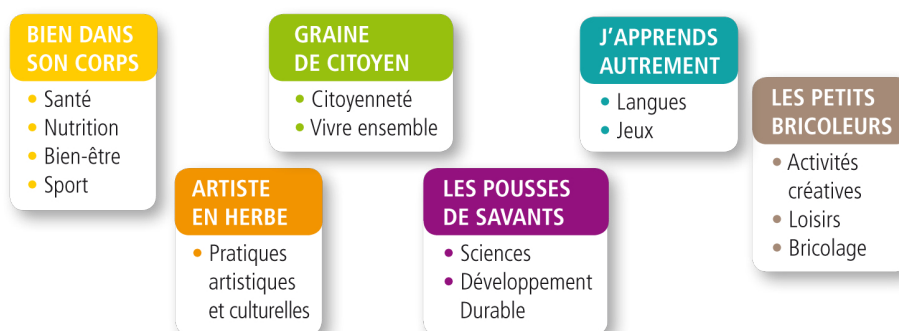 BIEN DANS
SON CORPS
• Santé
• Nutrition
• Bien-être
• Sport
ARTISTE
EN HERBE
• Pratiques
artistiques
et culturelles
GRAINE
DE CITOYEN
• Citoyenneté
• Vivre ensemble
LES POUSSES
DE SAVANTS
• Sciences
• Développement
Durable
J’APPRENDS
AUTREMENT
• Langues
• Jeux
LES PETITS
BRICOLEURS
• Activités
créatives
• Loisirs
• Bricolage